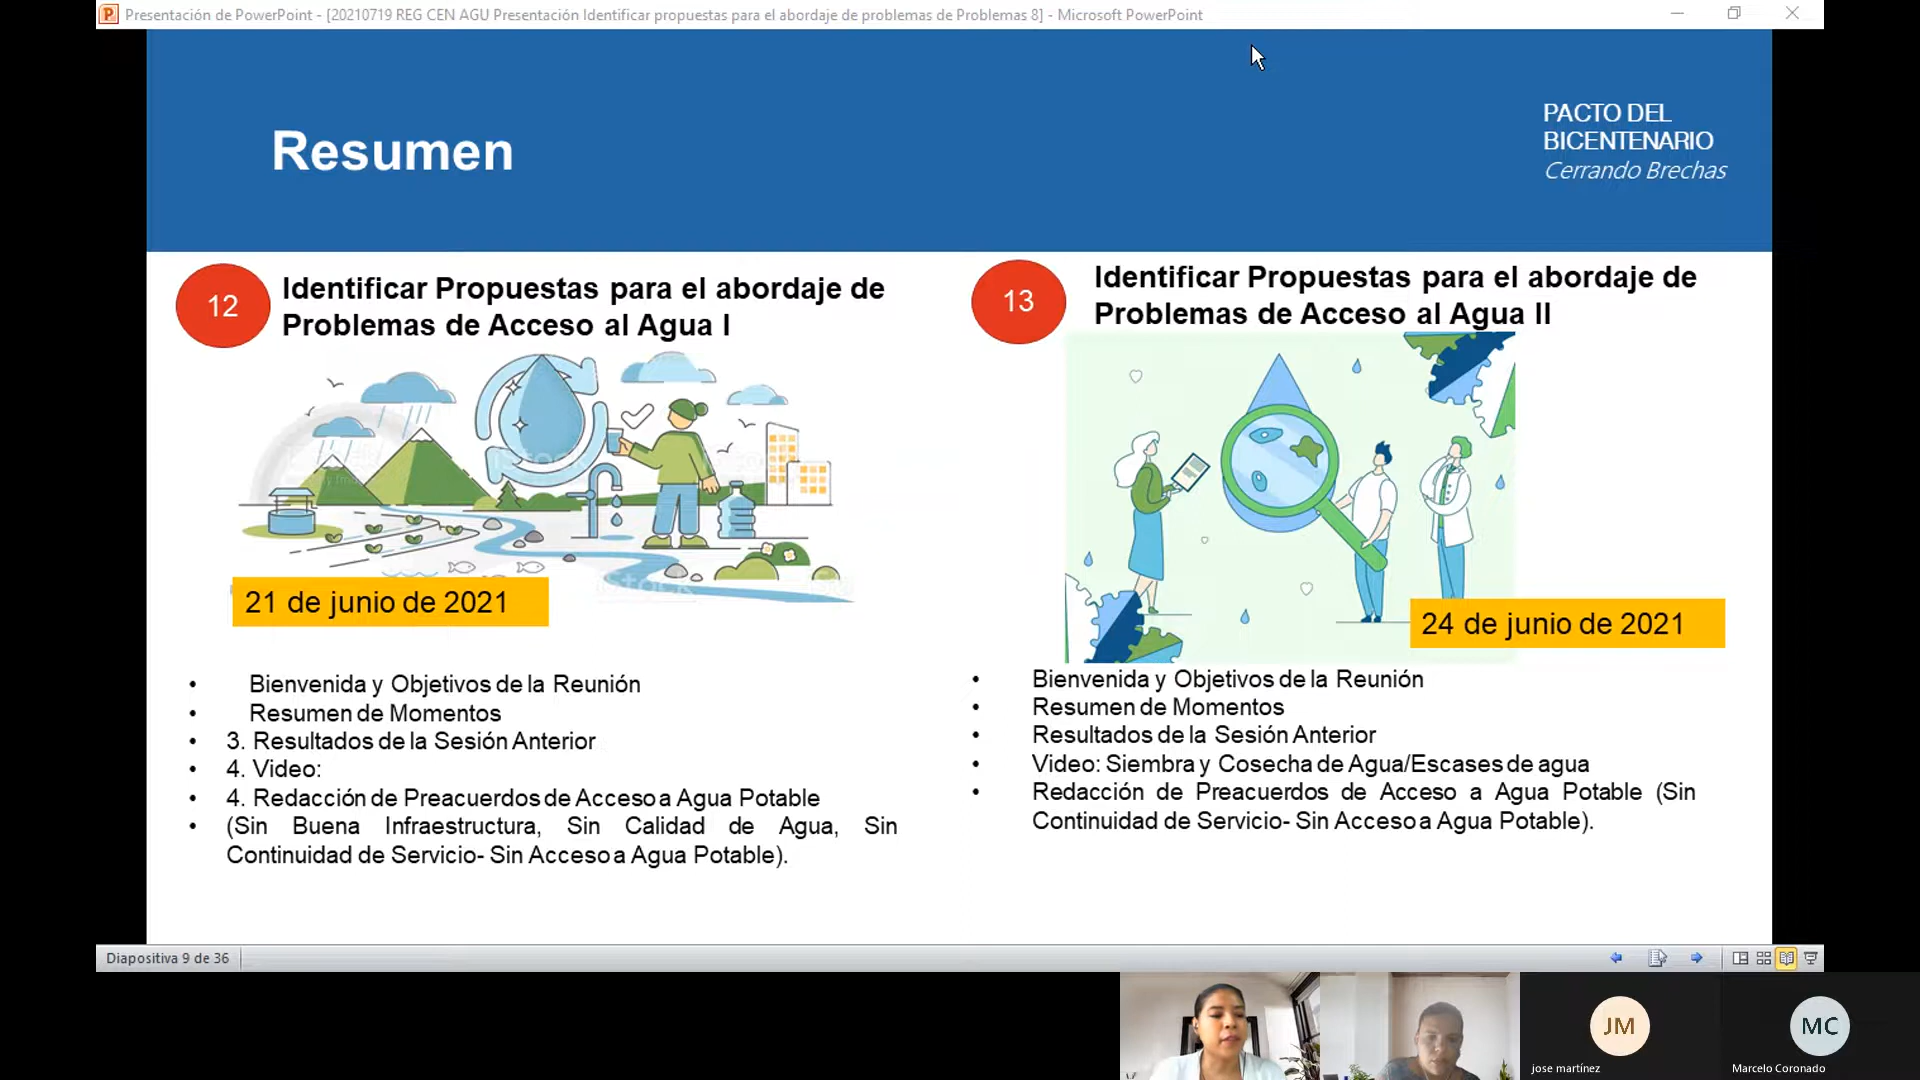 Presentación de PowerPoint - [20210719 REG CEN AGU Presentación Identificar propuestas para el abordaje de problemas de Problemas 8] - Microsoft PowerPoint
Resumen
PACTO DEL
BICENTENARIO
Cerrando Brechas
12
Identificar Propuestas para el abordaje de
Problemas de Acceso al Agua I
iStock
iStock
21 de junio de 2021
• Bienvenida y Objetivos de la Reunión
• Resumen de Momentos
• 3. Resultados de la Sesión Anterior
• 4. Video:
• 4. Redacción de Preacuerdos de Acceso a Agua Potable
• (Sin Buena Infraestructura, Sin Calidad de Agua, Sin
Continuidad de Servicio- Sin Acceso a Agua Potable).
13
Identificar Propuestas para el abordaje de
Problemas de Acceso al Agua II
24 de junio de 2021
• Bienvenida y Objetivos de la Reunión
• Resumen de Momentos
• Resultados de la Sesión Anterior
• Video: Siembra y Cosecha de Agua/Escases de agua
• Redacción de Preacuerdos de Acceso a Agua Potable (Sin
Continuidad de Servicio- Sin Acceso a Agua Potable).
Diapositiva 9 de 36
JM
jose martínez
MC
Marcelo Coronado